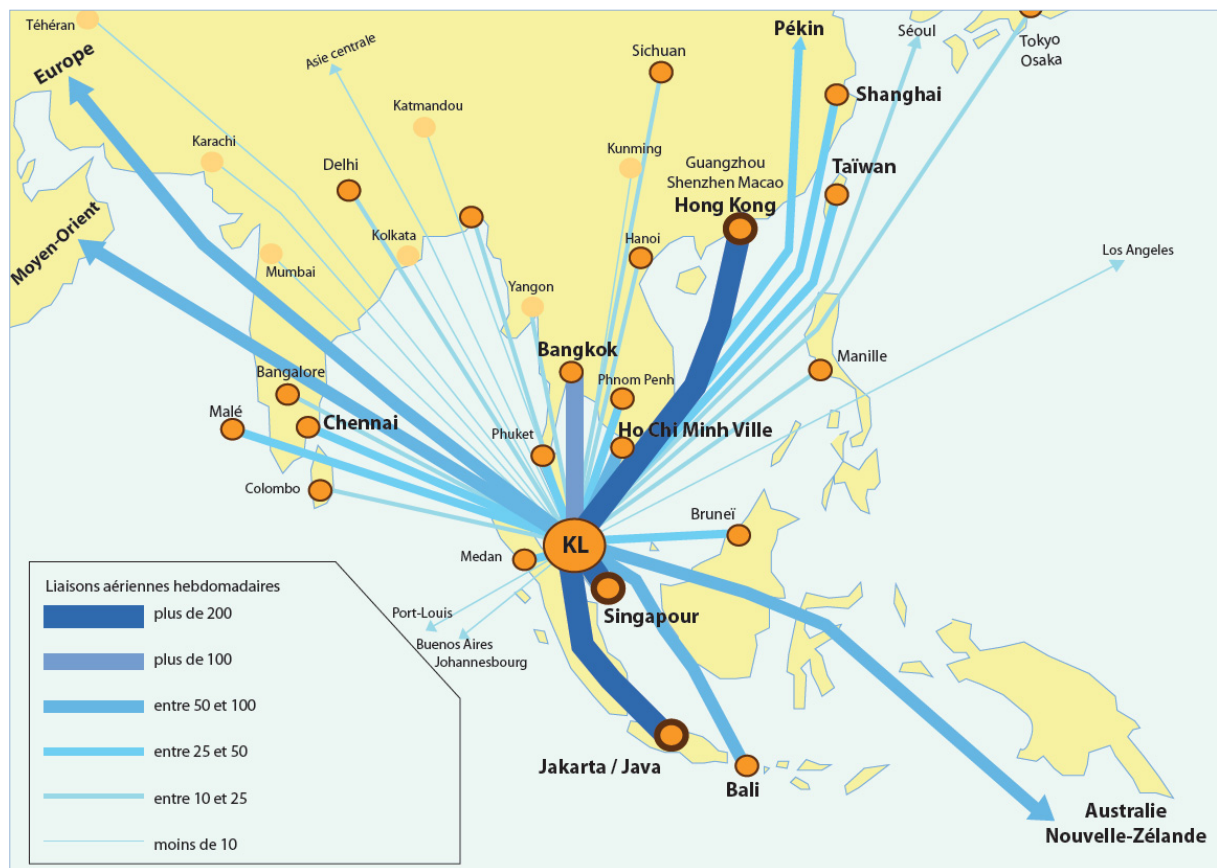 Téhéran
Europe
Asie centrale
Katmandou
Sichuan
Pékin
Séoul
Tokyo
Osaka
Shanghai
Karachi
Delhi
Kunming
Guangzhou
Shenzhen Macao
Hong Kong
Taïwan
Moyen-Orient
Kolkata
Hanoi
Mumbai
Los Angeles
Yangon
Bangkok
Manille
Bangalore
Phnom Penh
Malé
Chennai
Phuket
Ho Chi Minh Ville
Colombo
Bruneï
KL
Medan
Singapour
Port-Louis
Buenos Aires
Johannesbourg
Jakarta / Java
Bali
Australie
Nouvelle-Zélande
Liaisons aériennes hebdomadaires
plus de 200
plus de 100
entre 50 et 100
entre 25 et 50
entre 10 et 25
moins de 10